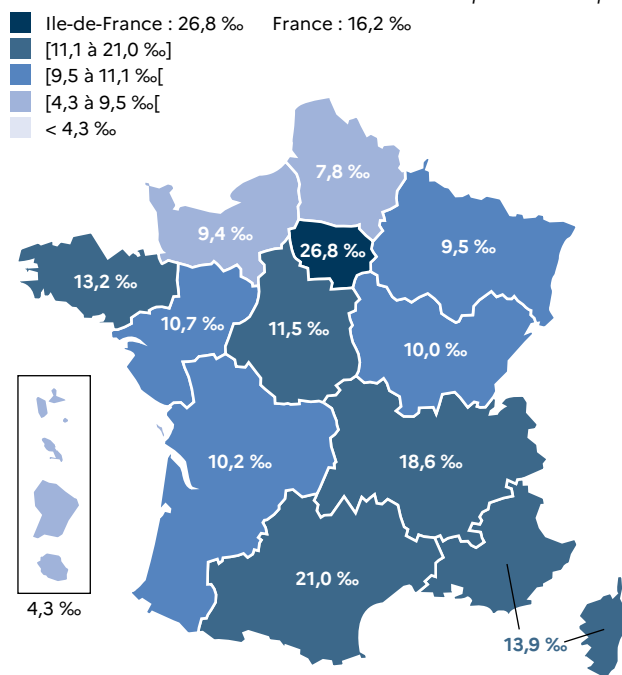 Ile-de-France : 26,8 ‰ France : 16,2 ‰
[11,1 à 21,0 ‰]
[9,5 à 11,1 ‰[
[4,3 à 9,5 ‰[
< 4,3 ‰
7,8 ‰
9,4 ‰
26,8 ‰
9,5 ‰
13,2 ‰
10,7 ‰
11,5 ‰
10,0 ‰
10,2 ‰
18,6 ‰
21,0 ‰
4,3 ‰
13,9 ‰